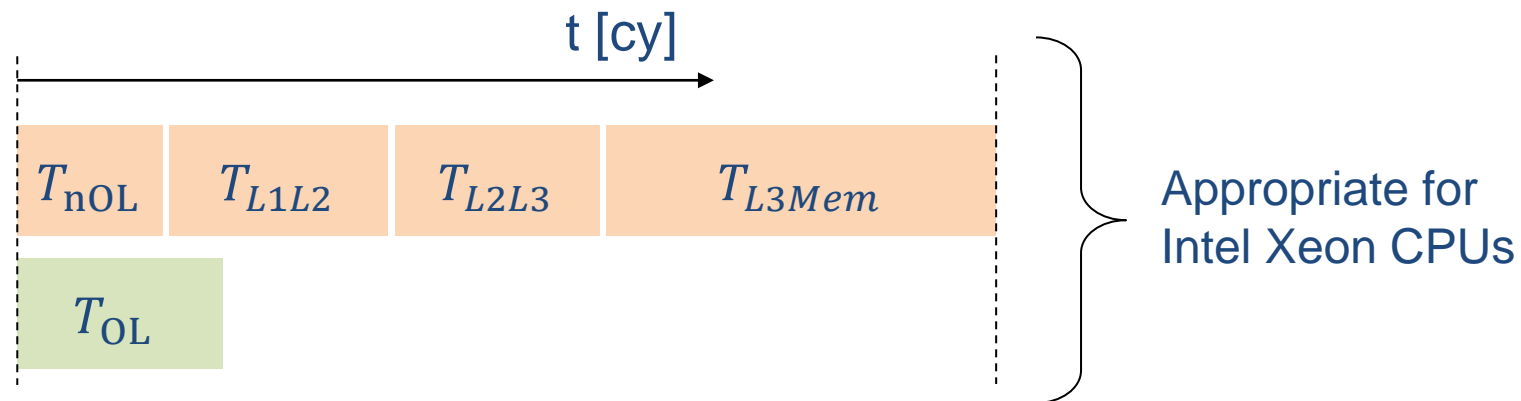 t [cy]
T_nOL T_L1L2 T_L2L3 T_L3Mem
T_OL
Appropriate for
Intel Xeon CPUs